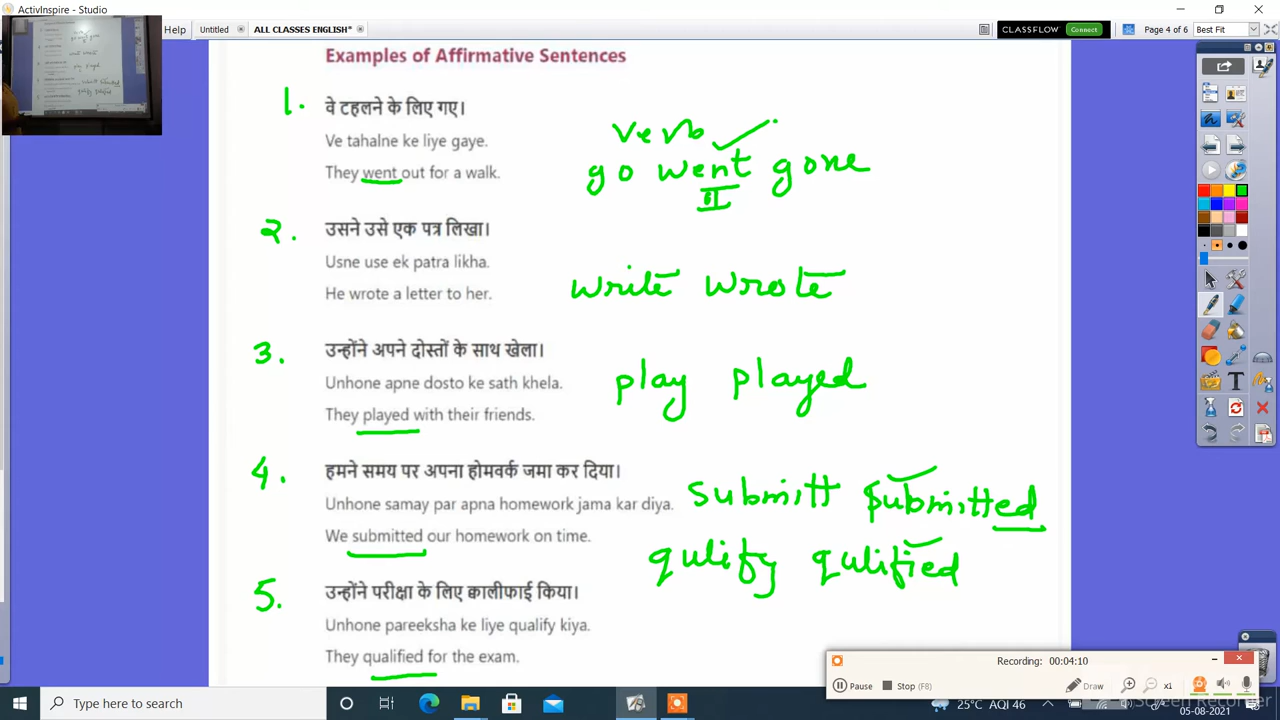 ActivInspire - Studio
Help
Untitled
ALL CLASSES ENGLISH*
CLASSFLOW
Connect
Page 4 of 6
Best Fit
Examples of Affirmative Sentences
1.
वे टहलने के लिए गए।
Ve tahalne ke liye gaye.
They went out for a walk.
verb
go went gone
II
2.
उसने उसे एक पत्र लिखा।
Usne use ek patra likha.
He wrote a letter to her.
write wrote
3.
उन्होंने अपने दोस्तों के साथ खेला।
Unhone apne dosto ke sath khela.
They played with their friends.
play played
4.
हमने समय पर अपना होमवर्क जमा कर दिया।
Unhone samay par apna homework jama kar diya.
We submitted our homework on time.
submitt submitted
qulify qulified
5.
उन्होंने परीक्षा के लिए क्वालीफाई किया।
Unhone pareeksha ke liye qualify kiya.
They qualified for the exam.
Recording: 00:04:10
Pause
Stop (F8)
Draw
x1
Type here to search
25°C AQI 46
05-08-2021
Screen Recorder